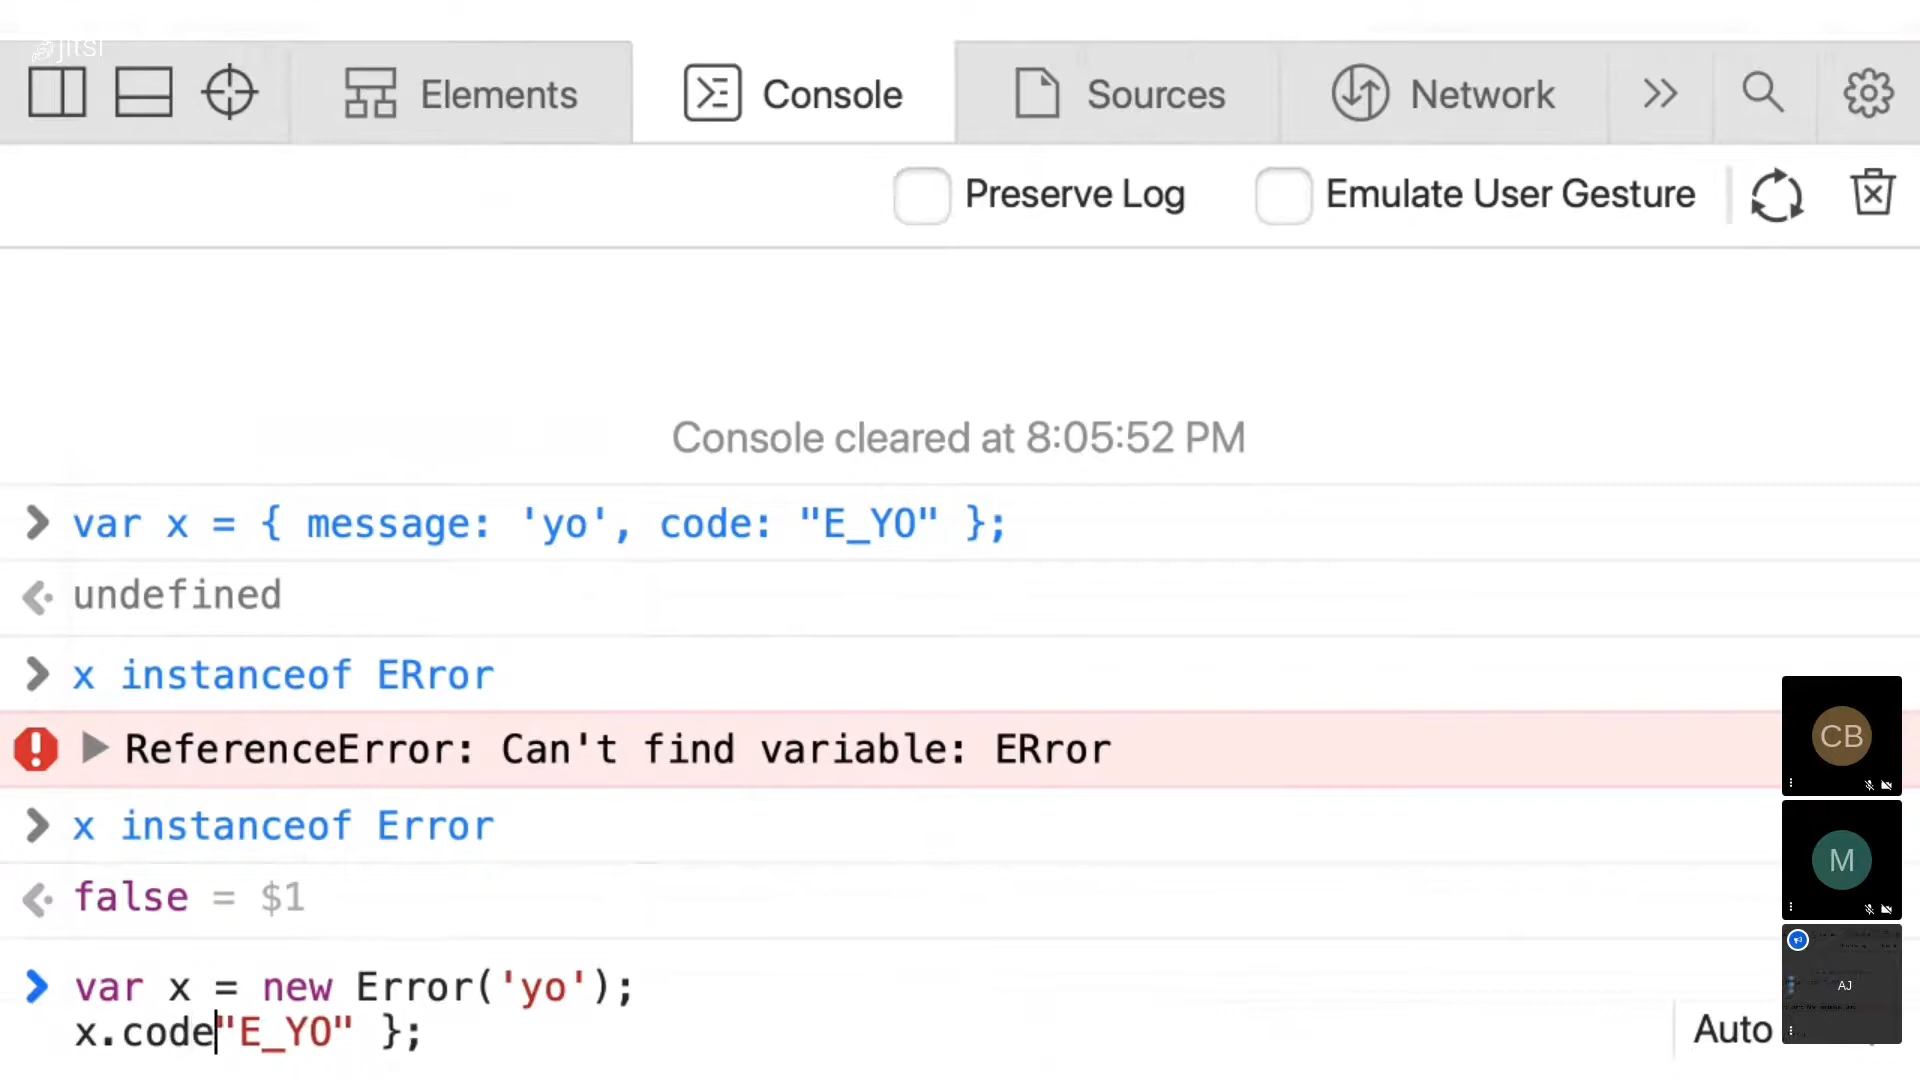 jitsi
Elements
Console
Sources
Network
Preserve Log
Emulate User Gesture
Console cleared at 8:05:52 PM
var x = { message: 'yo', code: "E_YO" };
undefined
x instanceof ERror
ReferenceError: Can't find variable: ERror
x instanceof Error
false = $1
var x = new Error('yo');
x.code"E_YO" };
Auto
CB
M
AJ